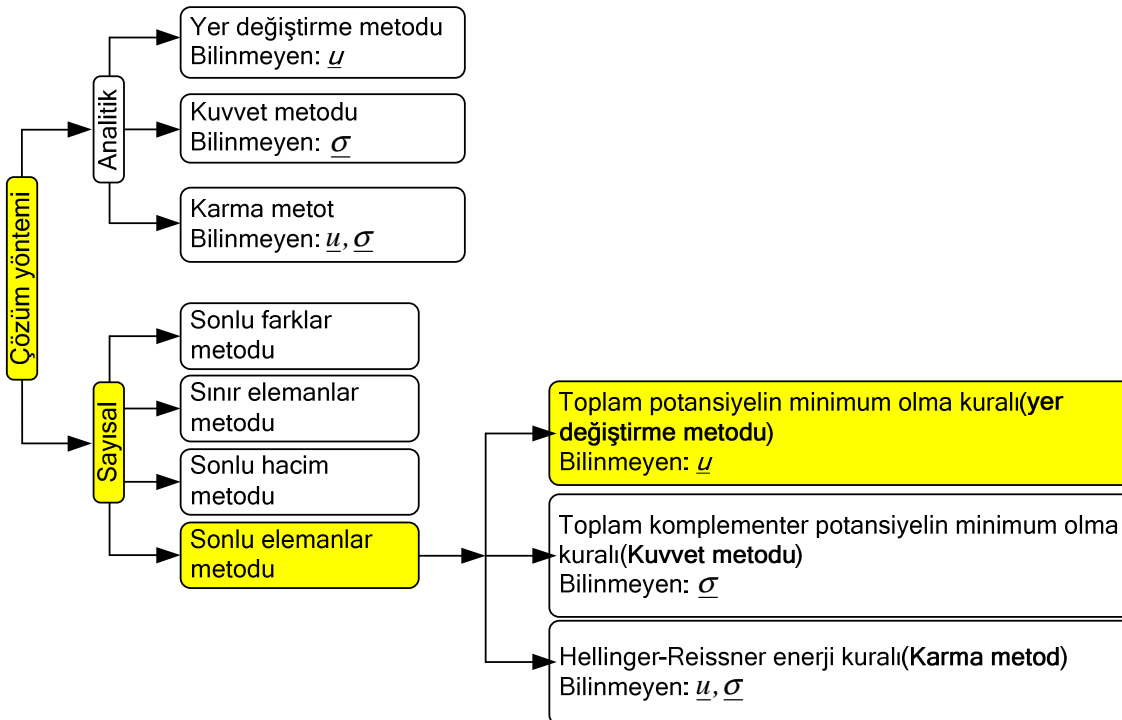 Çözüm yöntemi
Analitik
Yer değiştirme metodu
Bilinmeyen: u
Kuvvet metodu
Bilinmeyen: σ
Karma metot
Bilinmeyen: u, σ
Sayısal
Sonlu farklar
metodu
Sınır elemanlar
metodu
Sonlu hacim
metodu
Sonlu elemanlar
metodu
Toplam potansiyelin minimum olma kuralı(yer
değiştirme metodu)
Bilinmeyen: u
Toplam komplementer potansiyelin minimum olma
kuralı(Kuvvet metodu)
Bilinmeyen: σ
Hellinger-Reissner enerji kuralı(Karma metod)
Bilinmeyen: u, σ